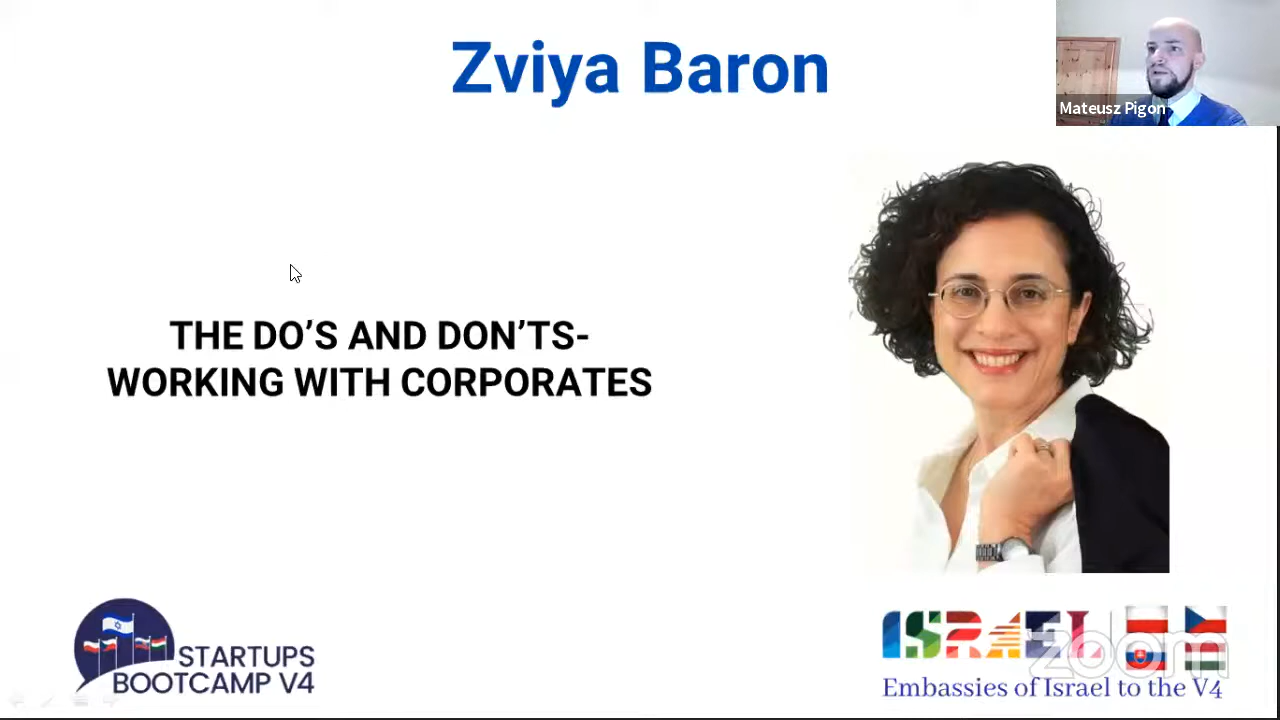 Zviya Baron
Mateusz Pigon
THE DO’S AND DON’TS-
WORKING WITH CORPORATES
STARTUPS
BOOTCAMP V4
ISRAEL
zoom
Embassies of Israel to the V4